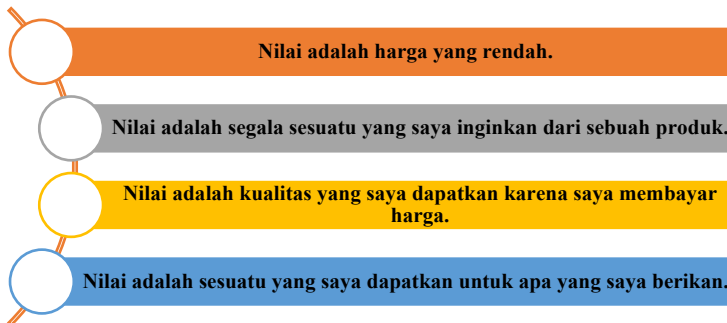 Nilai adalah harga yang rendah.
Nilai adalah segala sesuatu yang saya inginkan dari sebuah produk.
Nilai adalah kualitas yang saya dapatkan karena saya membayar
harga.
Nilai adalah sesuatu yang saya dapatkan untuk apa yang saya berikan.